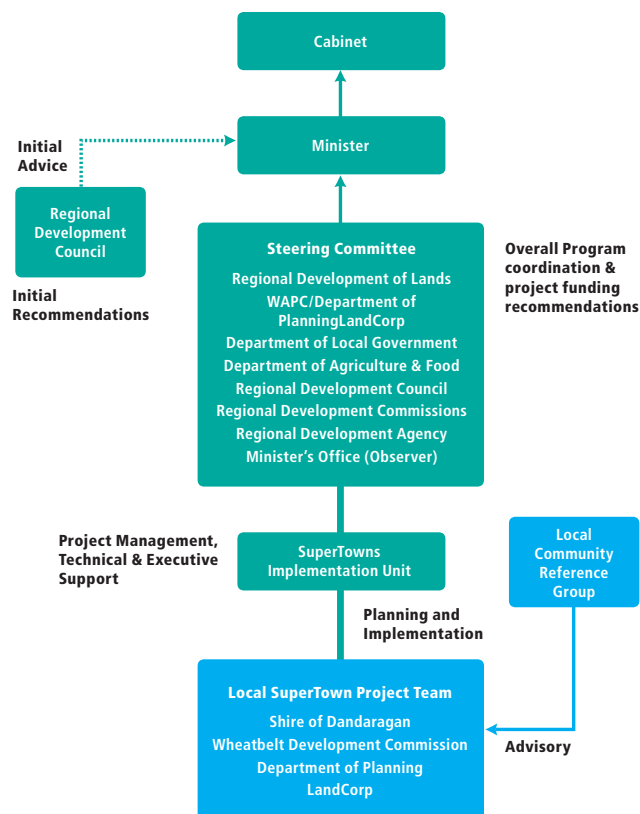 Cabinet
Minister
Initial
Advice
Regional
Development
Council
Initial
Recommendations
Steering Committee
Regional Development of Lands
WAPC/Department of
PlanningLandCorp
Department of Local Government
Department of Agriculture & Food
Regional Development Council
Regional Development Commissions
Regional Development Agency
Minister's Office (Observer)
Overall Program
coordination &
project funding
recommendations
Project Management,
Technical & Executive
Support
SuperTowns
Implementation Unit
Local
Community
Reference
Group
Planning and
Implementation
Local SuperTown Project Team
Shire of Dandaragan
Wheatbelt Development Commission
Department of Planning
LandCorp
Advisory